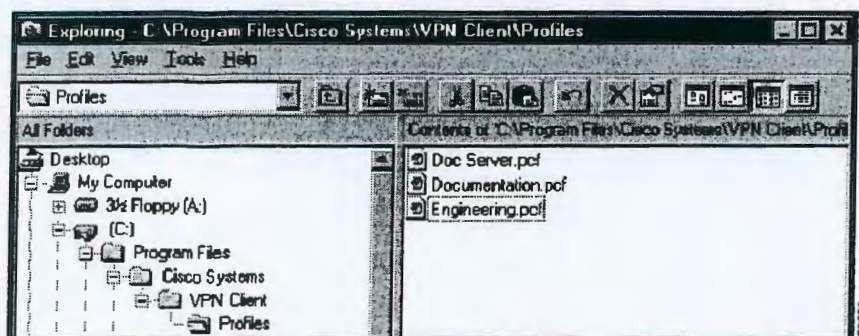 Exploring - C:\Program Files\Cisco Systems\VPN Client\Profiles
File Edit View Tools Help
Profiles
All Folders
Contents of 'C:\Program Files\Cisco Systems\VPN Client\Profil
Desktop
My Computer
3½ Floppy (A:)
(C:)
Program Files
Cisco Systems
VPN Client
Profiles
Doc Server.pcf
Documentation.pcf
Engineering.pcf